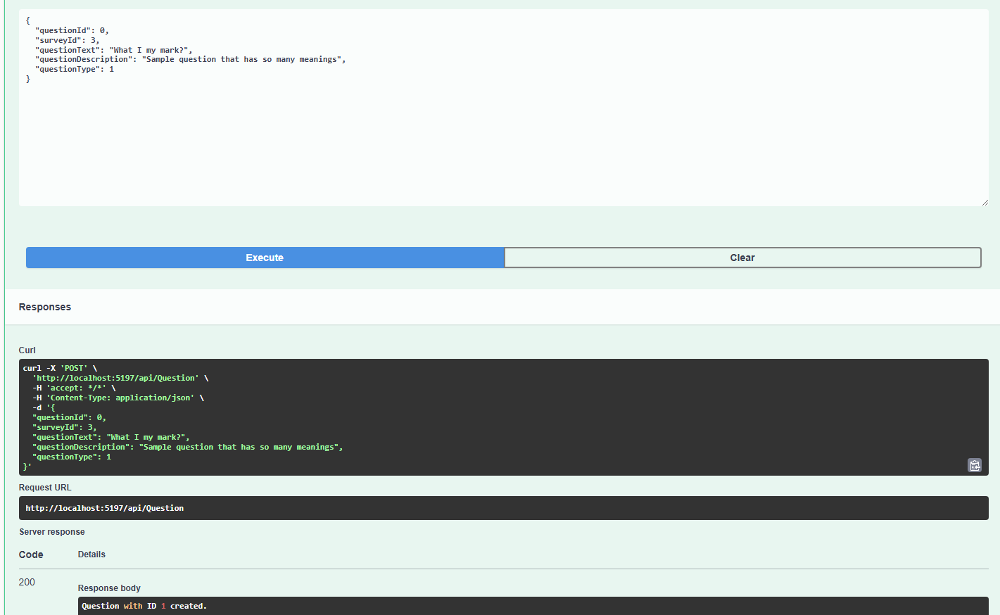 {
  "questionId": 0,
  "surveyId": 3,
  "questionText": "What I my mark?",
  "questionDescription": "Sample question that has so many meanings",
  "questionType": 1
}
Execute
Clear
Responses
Curl
curl -X 'POST' \
  'http://localhost:5197/api/Question' \
  -H 'accept: */*' \
  -H 'Content-Type: application/json' \
  -d '{
  "questionId": 0,
  "surveyId": 3,
  "questionText": "What I my mark?",
  "questionDescription": "Sample question that has so many meanings",
  "questionType": 1
}'
Request URL
http://localhost:5197/api/Question
Server response
Code Details
200
Response body
Question with ID 1 created.